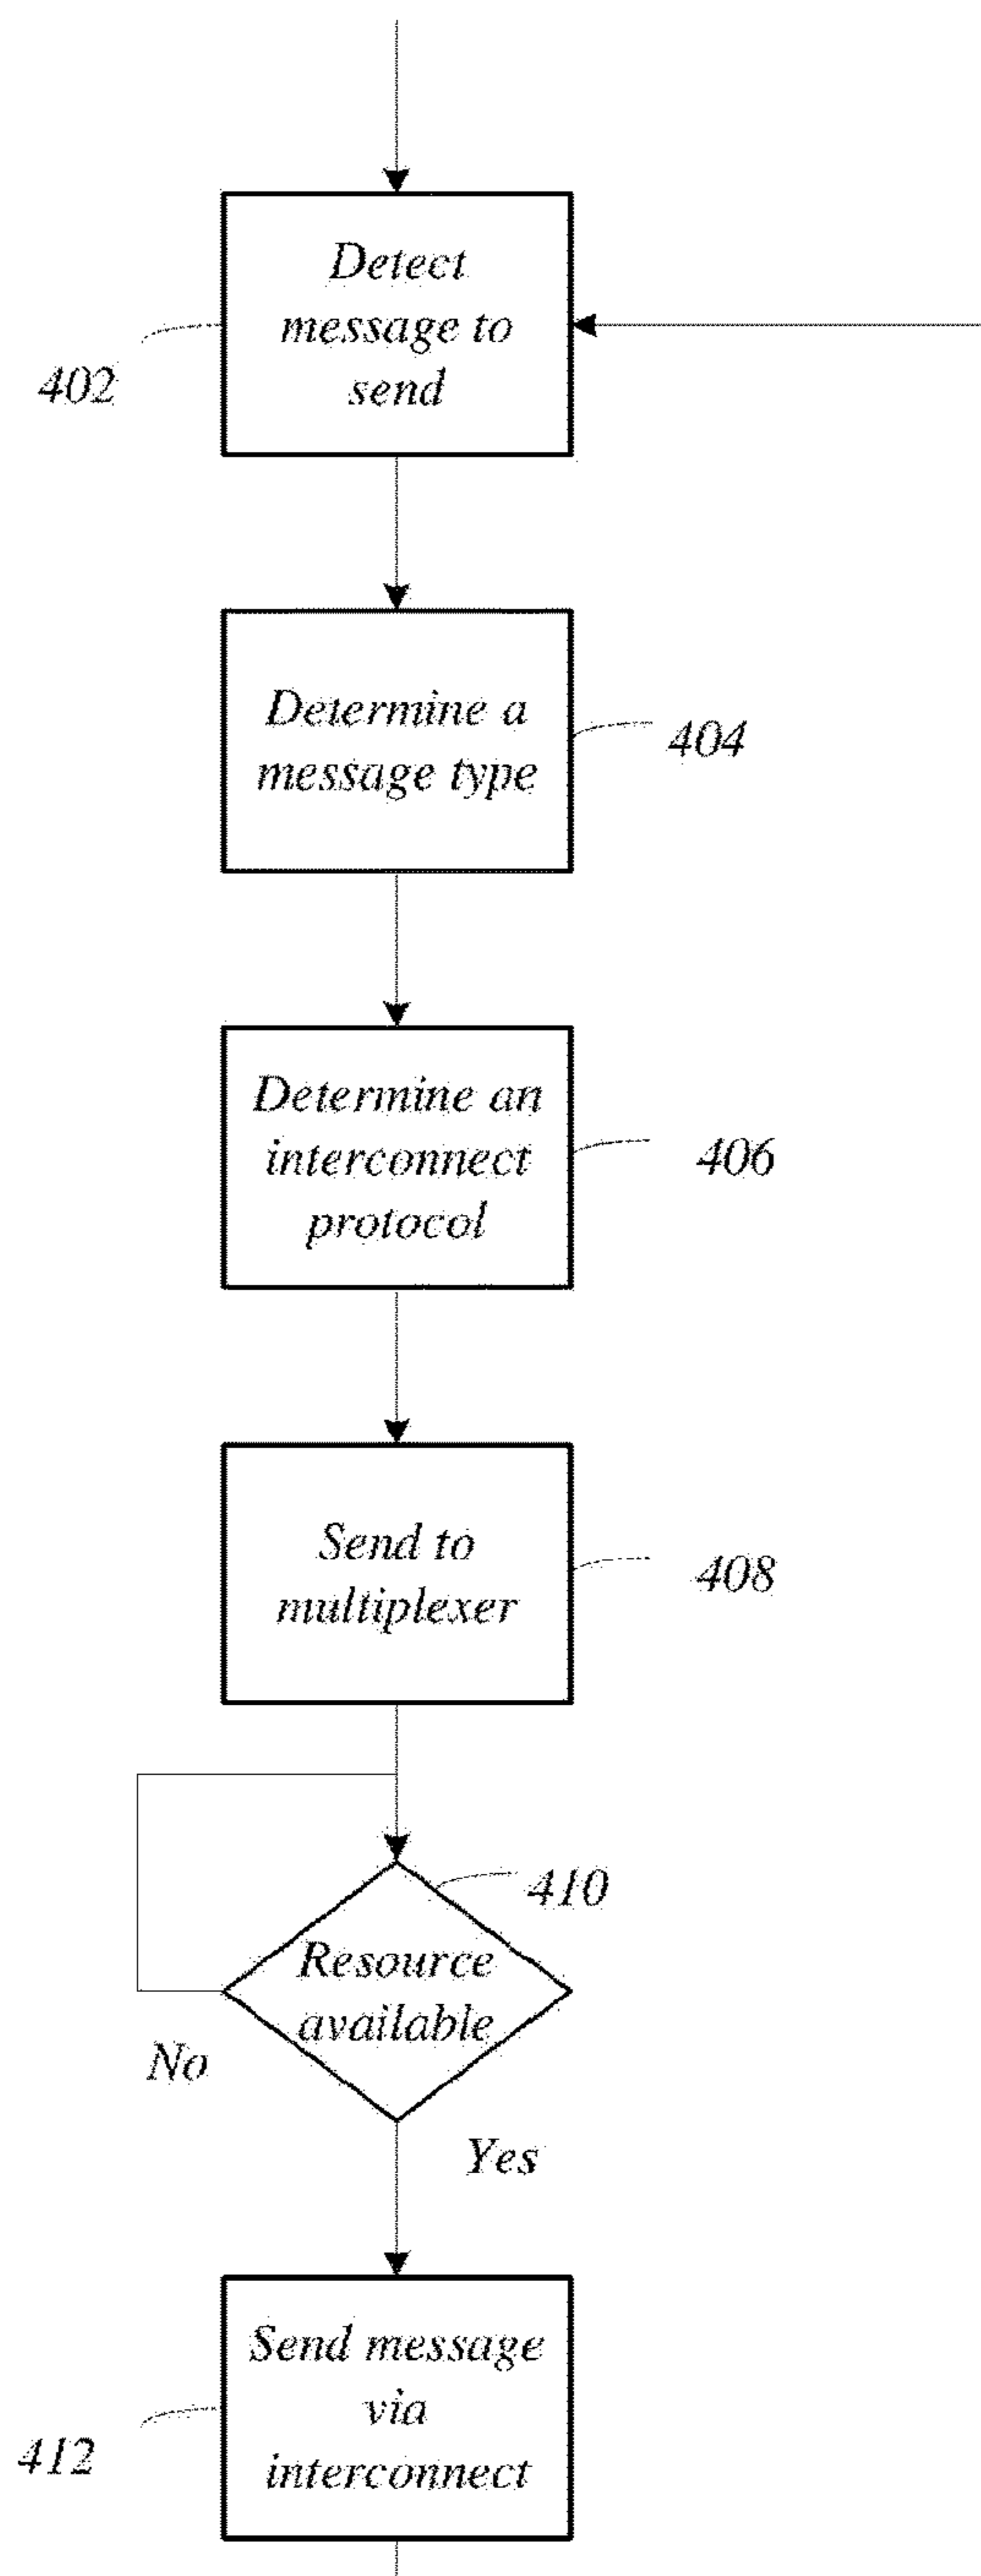 Detect
message to
send
402
Determine a
message type
404
Determine an
interconnect
protocol
406
Send to
multiplexer
408
410
Resource
available
No
Yes
Send message
via
interconnect
412